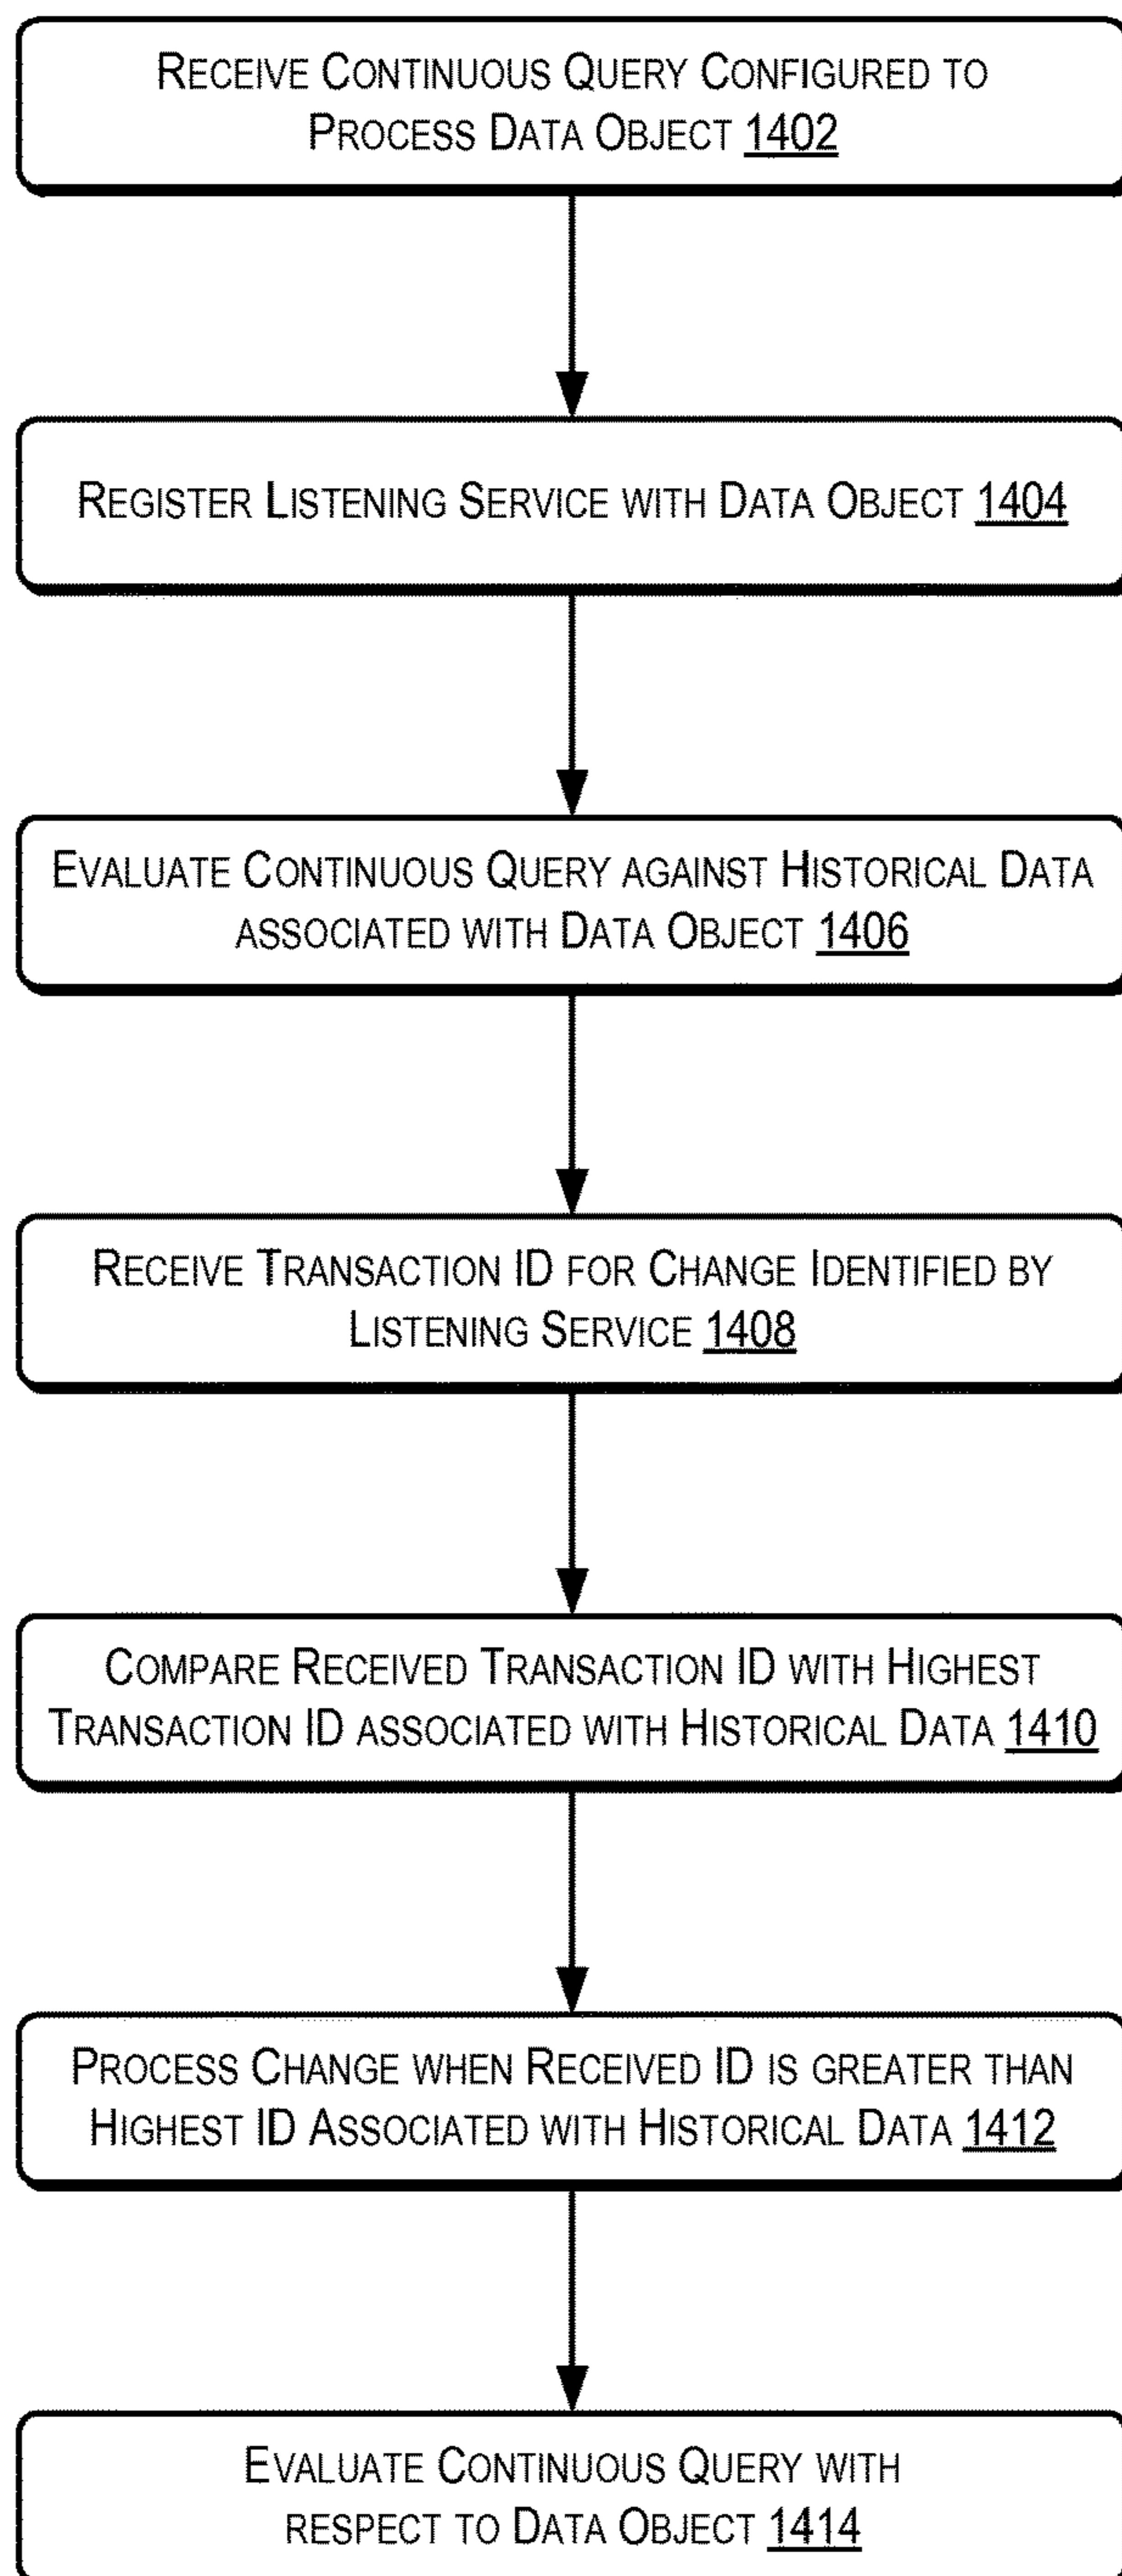 RECEIVE CONTINUOUS QUERY CONFIGURED TO
PROCESS DATA OBJECT 1402
REGISTER LISTENING SERVICE WITH DATA OBJECT 1404
EVALUATE CONTINUOUS QUERY AGAINST HISTORICAL DATA
ASSOCIATED WITH DATA OBJECT 1406
RECEIVE TRANSACTION ID FOR CHANGE IDENTIFIED BY
LISTENING SERVICE 1408
COMPARE RECEIVED TRANSACTION ID WITH HIGHEST
TRANSACTION ID ASSOCIATED WITH HISTORICAL DATA 1410
PROCESS CHANGE WHEN RECEIVED ID IS GREATER THAN
HIGHEST ID ASSOCIATED WITH HISTORICAL DATA 1412
EVALUATE CONTINUOUS QUERY WITH
RESPECT TO DATA OBJECT 1414